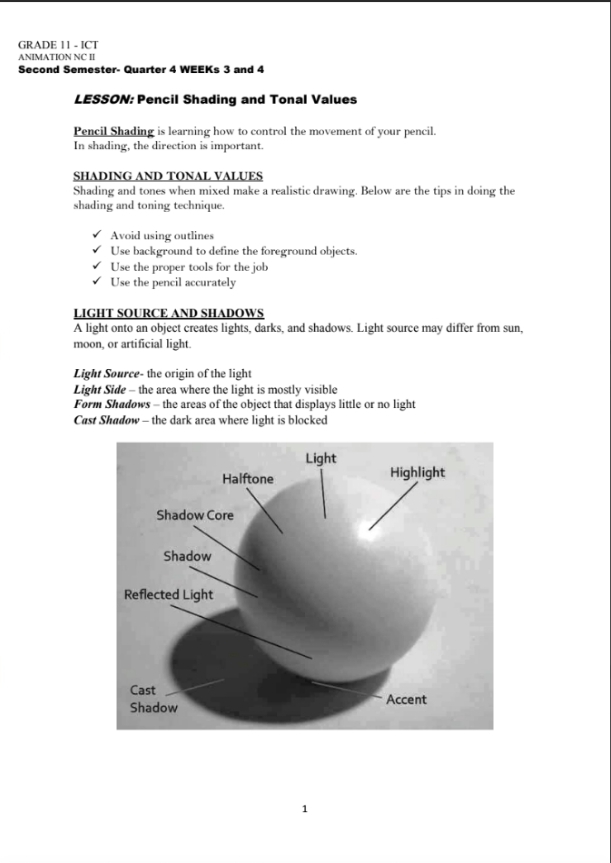 GRADE 11 - ICT
ANIMATION NC II
Second Semester- Quarter 4 WEEKs 3 and 4
LESSON: Pencil Shading and Tonal Values
Pencil Shading is learning how to control the movement of your pencil.
In shading, the direction is important.
SHADING AND TONAL VALUES
Shading and tones when mixed make a realistic drawing. Below are the tips in doing the
shading and toning technique.
✓ Avoid using outlines
✓ Use background to define the foreground objects.
✓ Use the proper tools for the job
✓ Use the pencil accurately
LIGHT SOURCE AND SHADOWS
A light onto an object creates lights, darks, and shadows. Light source may differ from sun,
moon, or artificial light.
Light Source- the origin of the light
Light Side – the area where the light is mostly visible
Form Shadows – the areas of the object that displays little or no light
Cast Shadow – the dark area where light is blocked
Light
Highlight
Halftone
Shadow Core
Shadow
Reflected Light
Cast
Shadow
Accent
1